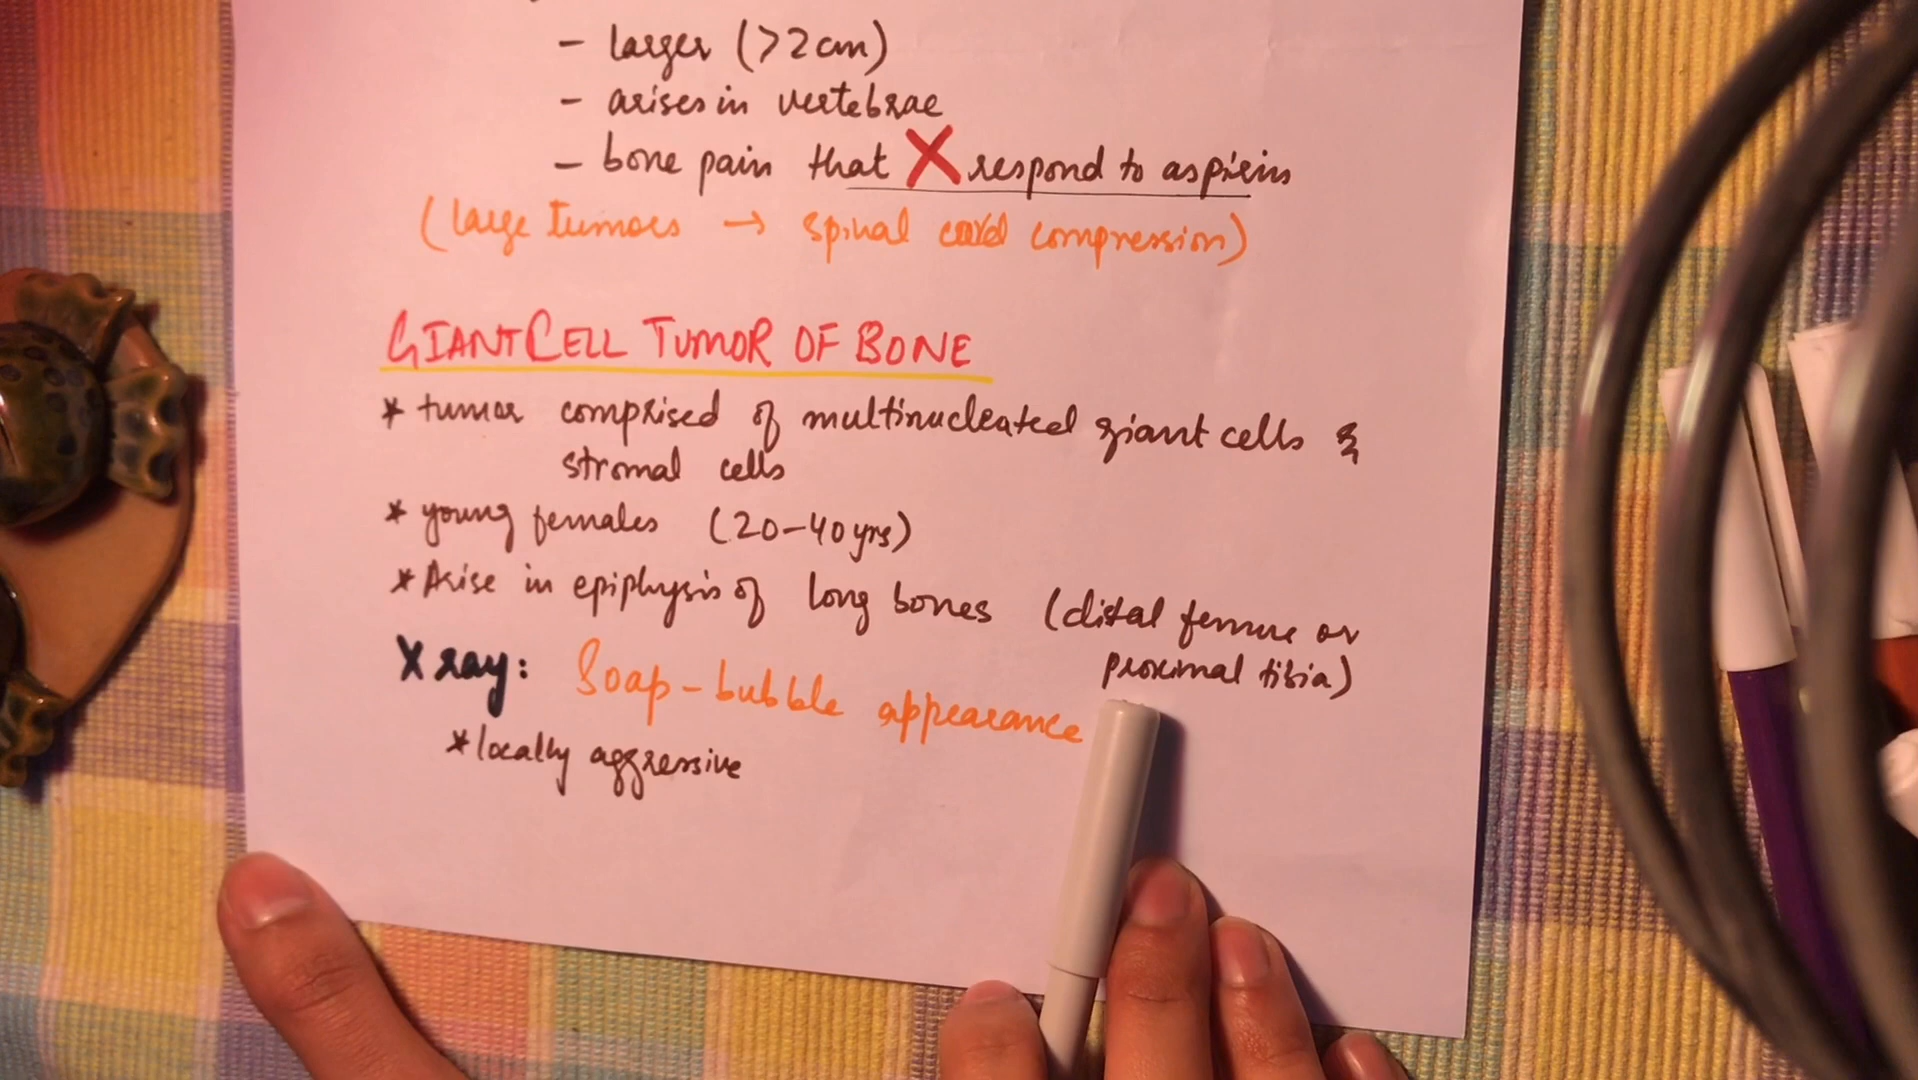 - larger (>2cm)
- arises in vertebrae
- bone pain that X respond to aspirin
(large tumors → spinal cord compression)
GIANT CELL TUMOR OF BONE
* tumor comprised of multinucleated giant cells &
stromal cells
* young females (20-40yrs)
* Arise in epiphysis of long bones (distal femur or
proximal tibia)
X ray: Soap-bubble appearance
* locally aggressive